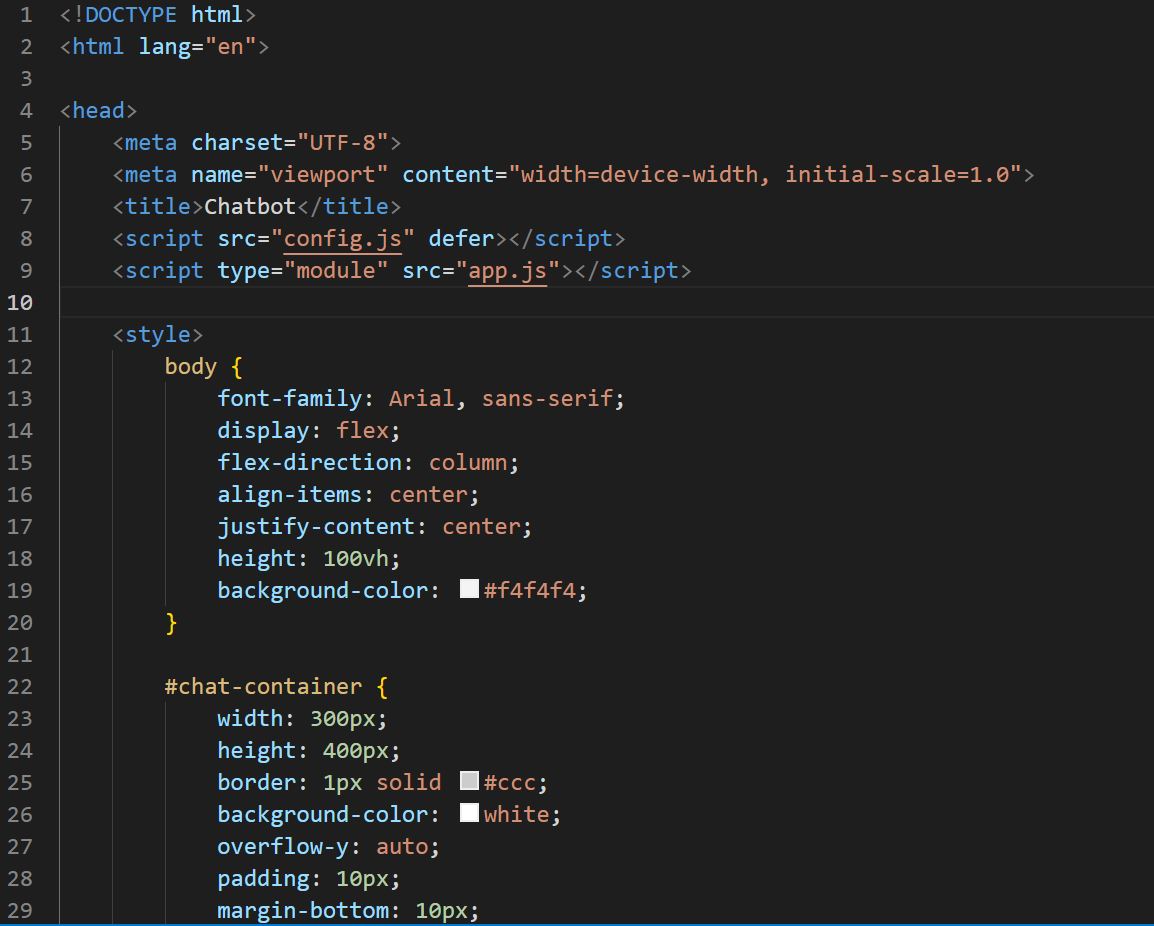 1 <!DOCTYPE html>
2 <html lang="en">
3
4 <head>
5     <meta charset="UTF-8">
6     <meta name="viewport" content="width=device-width, initial-scale=1.0">
7     <title>Chatbot</title>
8     <script src="config.js" defer></script>
9     <script type="module" src="app.js"></script>
10
11     <style>
12         body {
13             font-family: Arial, sans-serif;
14             display: flex;
15             flex-direction: column;
16             align-items: center;
17             justify-content: center;
18             height: 100vh;
19             background-color: #f4f4f4;
20         }
21
22         #chat-container {
23             width: 300px;
24             height: 400px;
25             border: 1px solid #ccc;
26             background-color: white;
27             overflow-y: auto;
28             padding: 10px;
29             margin-bottom: 10px;